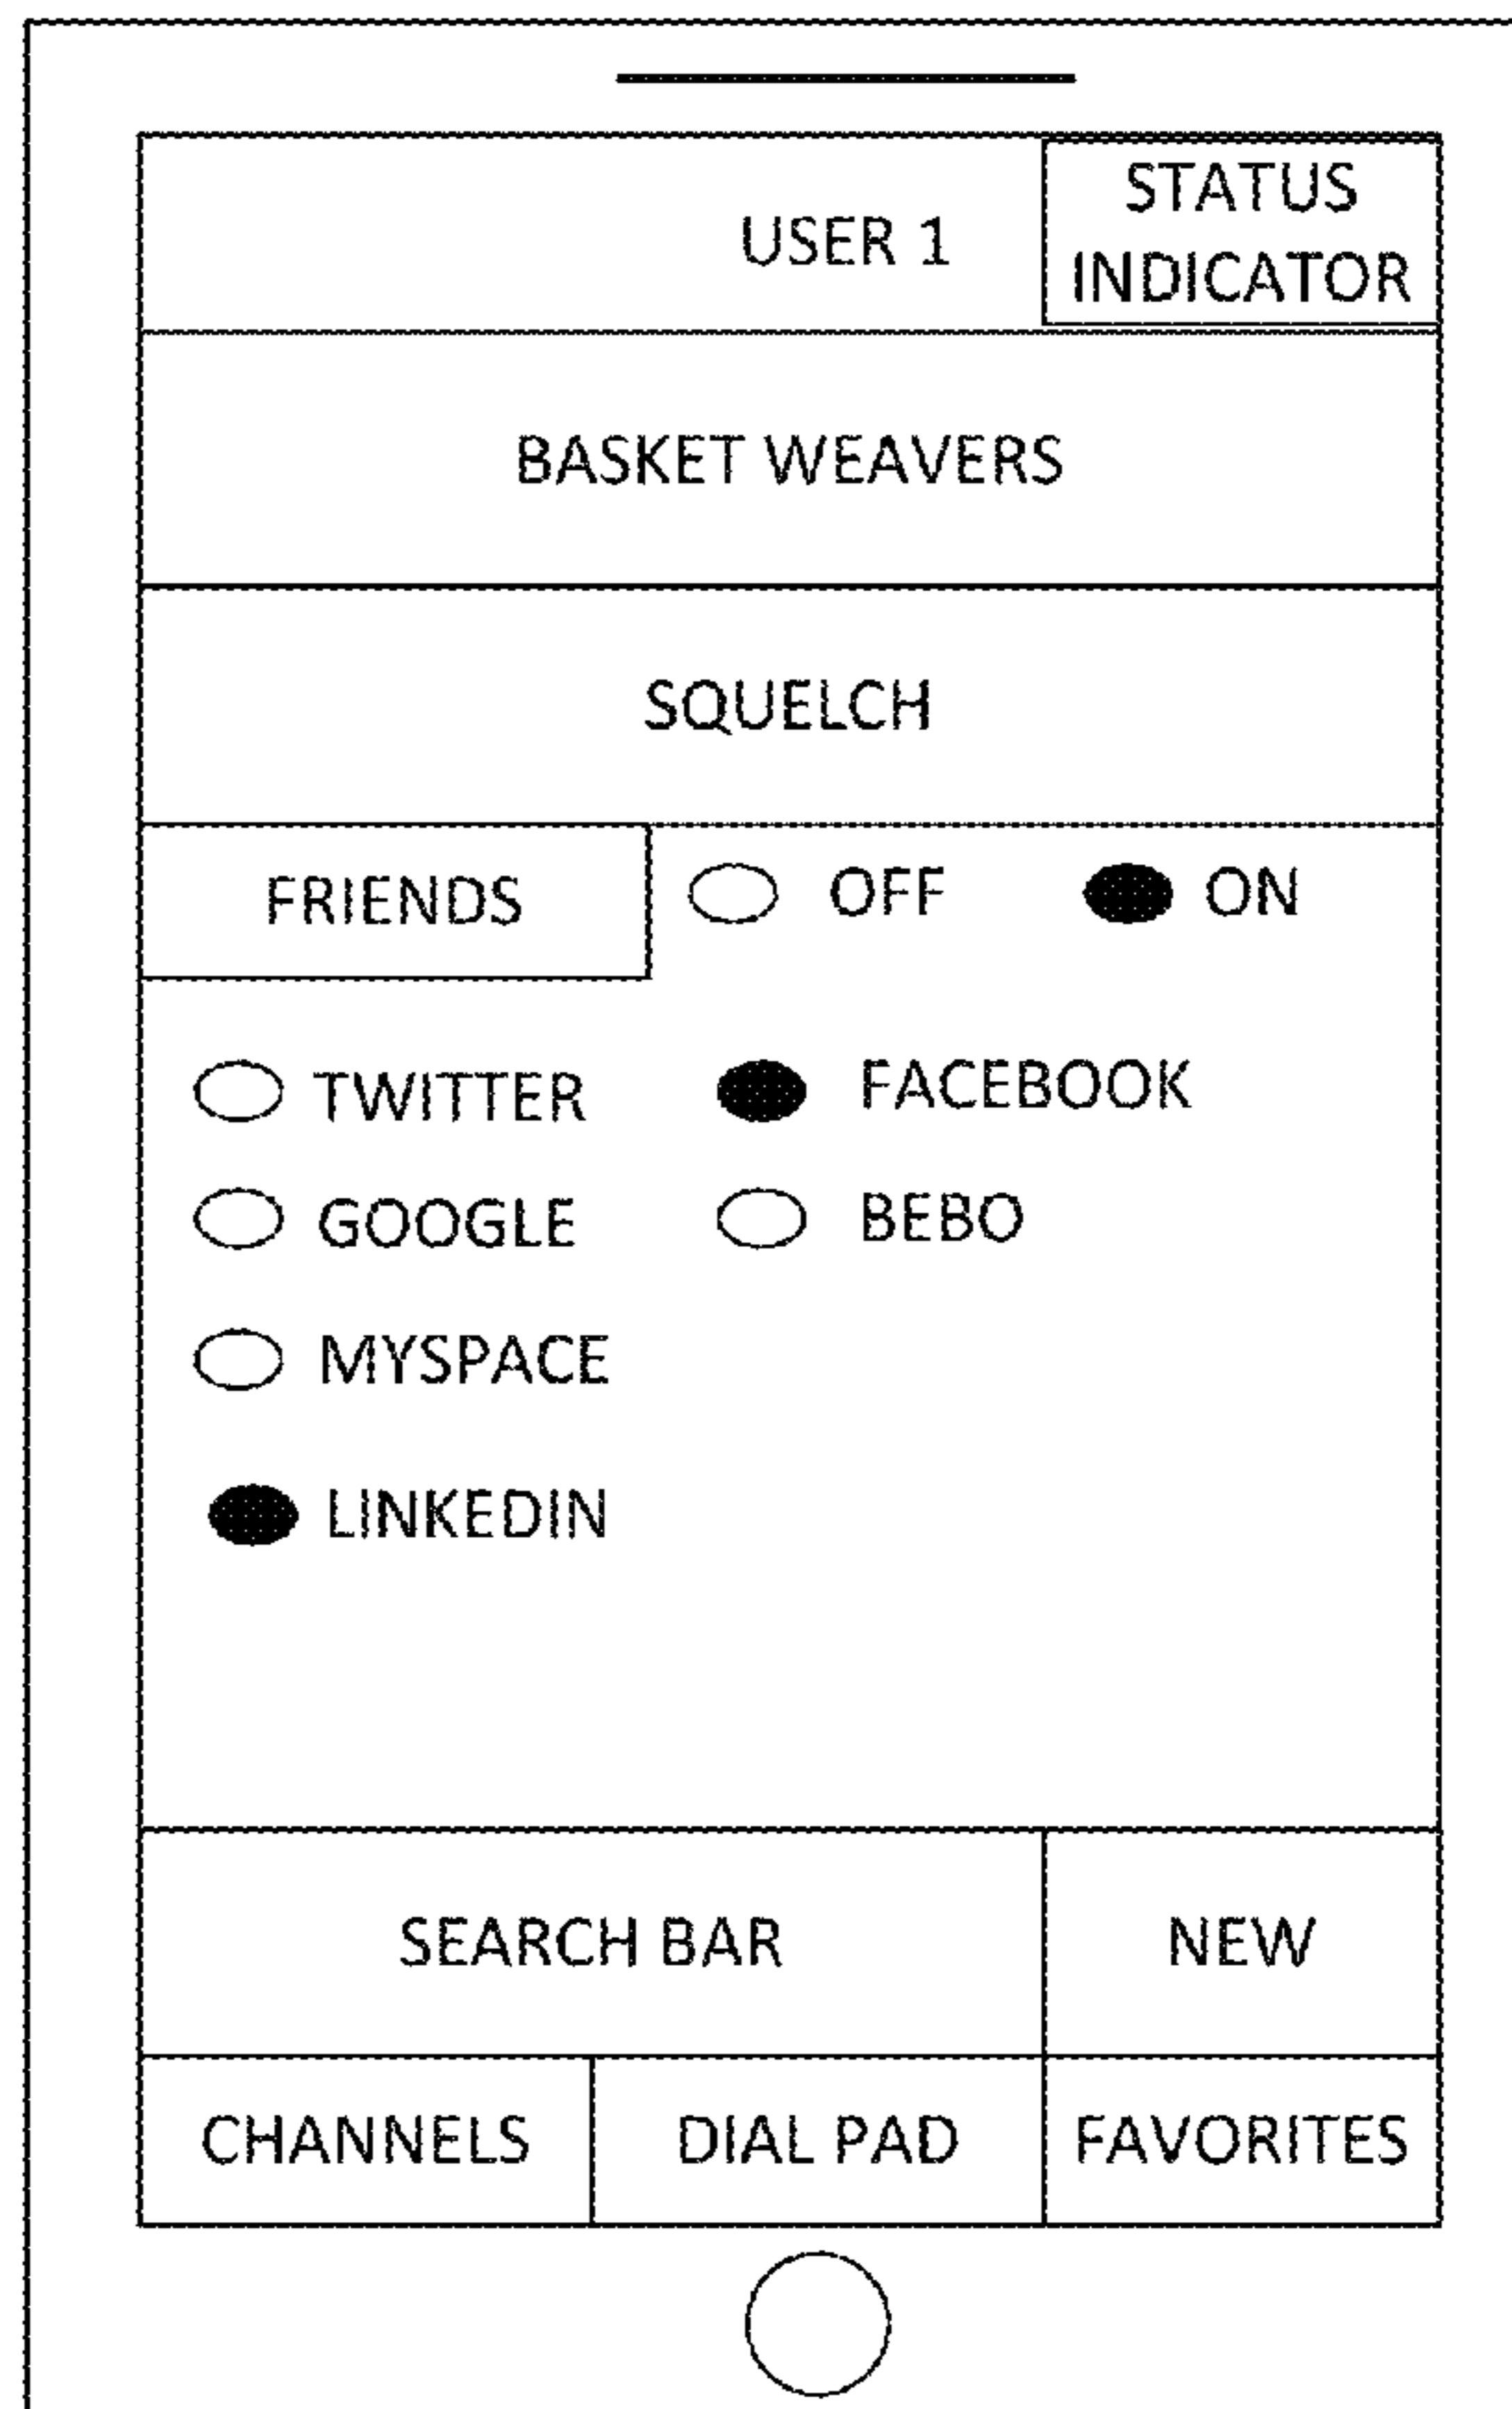 STATUS
USER 1
INDICATOR
BASKET WEAVERS
SQUELCH
FRIENDS OFF ON
TWITTER FACEBOOK
GOOGLE BEBO
MYSPACE
LINKEDIN
SEARCH BAR NEW
CHANNELS DIAL PAD FAVORITES